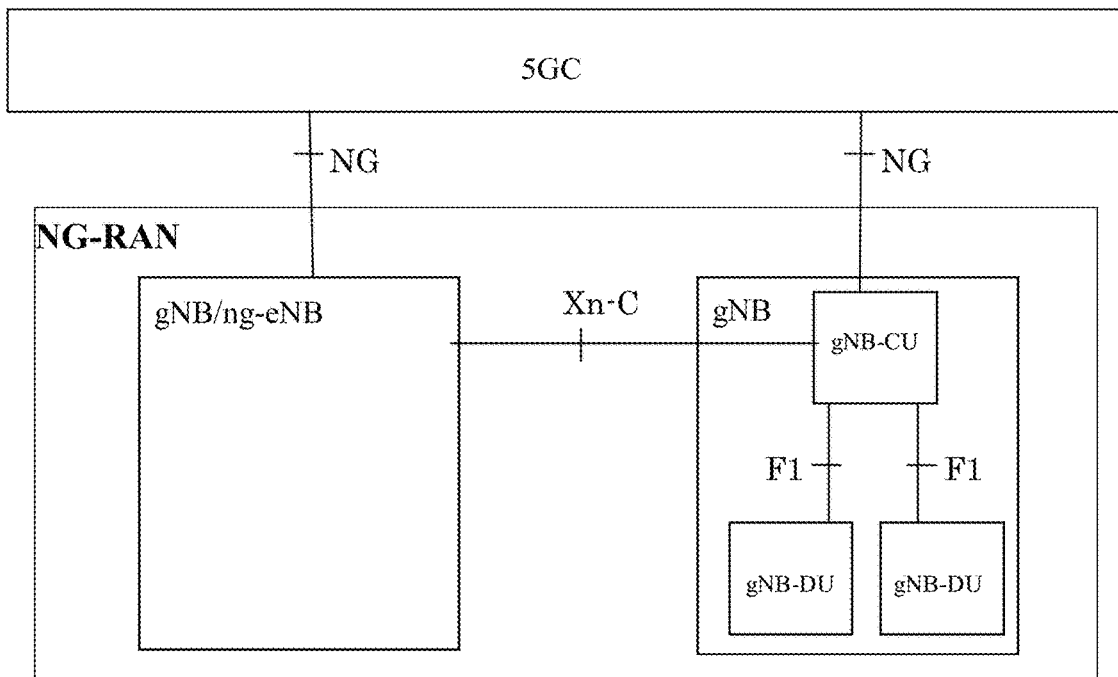 5GC
NG
NG
NG-RAN
gNB/ng-eNB
Xn-C
gNB
gNB-CU
F1
F1
gNB-DU
gNB-DU